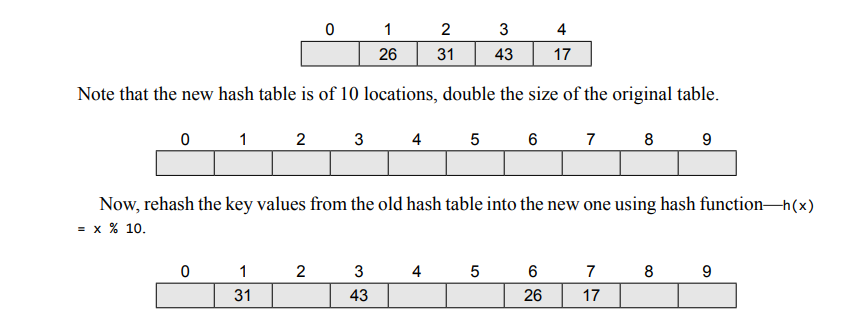 0 1 2 3 4
26 31 43 17
Note that the new hash table is of 10 locations, double the size of the original table.
0 1 2 3 4 5 6 7 8 9
Now, rehash the key values from the old hash table into the new one using hash function—h(x)
= x % 10.
0 1 2 3 4 5 6 7 8 9
31 43 26 17